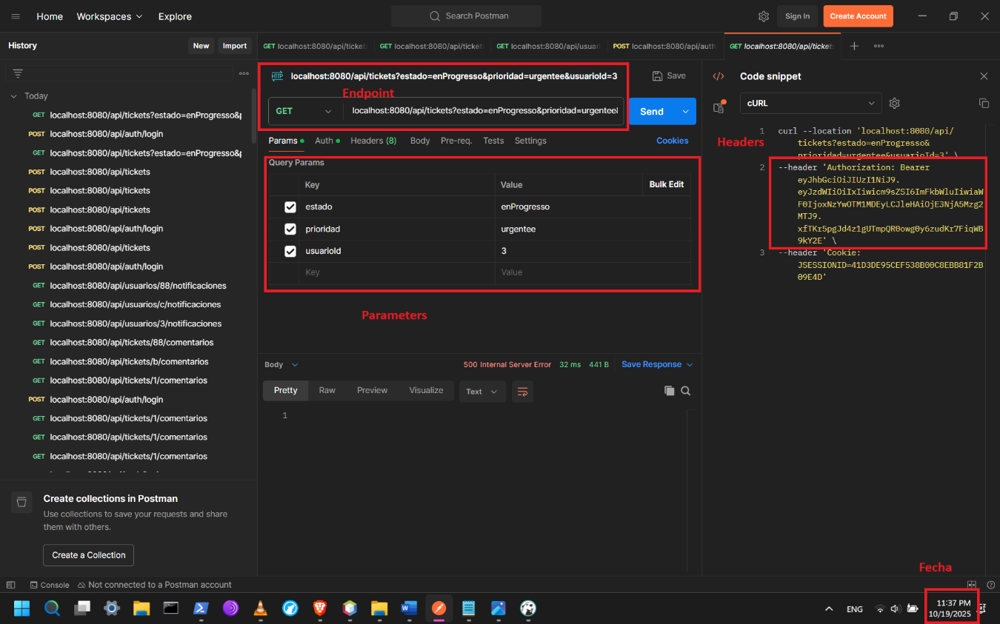 Home Workspaces Explore Search Postman Sign In Create Account
History New Import
GET localhost:8080/api/ticket: GET localhost:8080/api/ticket: GET localhost:8080/api/usuari POST localhost:8080/api/auth/ GET localhost:8080/api/ticket:
HTTP localhost:8080/api/tickets?estado=enProgresso&prioridad=urgentee&usuarioId=3 Save
Endpoint
GET localhost:8080/api/tickets?estado=enProgresso&prioridad=urgentee& Send
Params Auth Headers (8) Body Pre-req. Tests Settings Cookies
Query Params
Key Value Bulk Edit
estado enProgresso
prioridad urgentee
usuarioId 3
Key Value
Parameters
Today
GET localhost:8080/api/tickets?estado=enProgresso&p
POST localhost:8080/api/auth/login
GET localhost:8080/api/tickets?estado=enProgresso&p
POST localhost:8080/api/tickets
POST localhost:8080/api/tickets
POST localhost:8080/api/tickets
POST localhost:8080/api/auth/login
POST localhost:8080/api/tickets
POST localhost:8080/api/auth/login
GET localhost:8080/api/usuarios/88/notificaciones
GET localhost:8080/api/usuarios/c/notificaciones
GET localhost:8080/api/usuarios/3/notificaciones
GET localhost:8080/api/tickets/88/comentarios
GET localhost:8080/api/tickets/b/comentarios
GET localhost:8080/api/tickets/1/comentarios
POST localhost:8080/api/auth/login
GET localhost:8080/api/tickets/1/comentarios
GET localhost:8080/api/tickets/1/comentarios
GET localhost:8080/api/tickets/1/comentarios
Create collections in Postman
Use collections to save your requests and share
them with others.
Create a Collection
Body 500 Internal Server Error 32 ms 441 B Save Response
Pretty Raw Preview Visualize Text
1
Code snippet
cURL
Headers
1 curl --location 'localhost:8080/api/
tickets?estado=enProgresso&
prioridad=urgentee&usuarioId=3' \
2 --header 'Authorization: Bearer
eyJhbGciOiJIUzI1NiJ9.
eyJzdWIiOiIxIiwicm9sZSI6ImFkbWluIiwiaW
F0IjoxNzYwOTM1MDEyLCJleHAiOjE3NjA5Mzg2
MTJ9.
xfTKr5pgJd4z1gUTmpQR0owg0y6zudKr7FiqWB
9kY2E' \
3 --header 'Cookie:
JSESSIONID=41D3DE95CEF538B00C8EBB81F2B
09E4D'
Fecha
Console Not connected to a Postman account
ENG 11:37 PM
10/19/2025